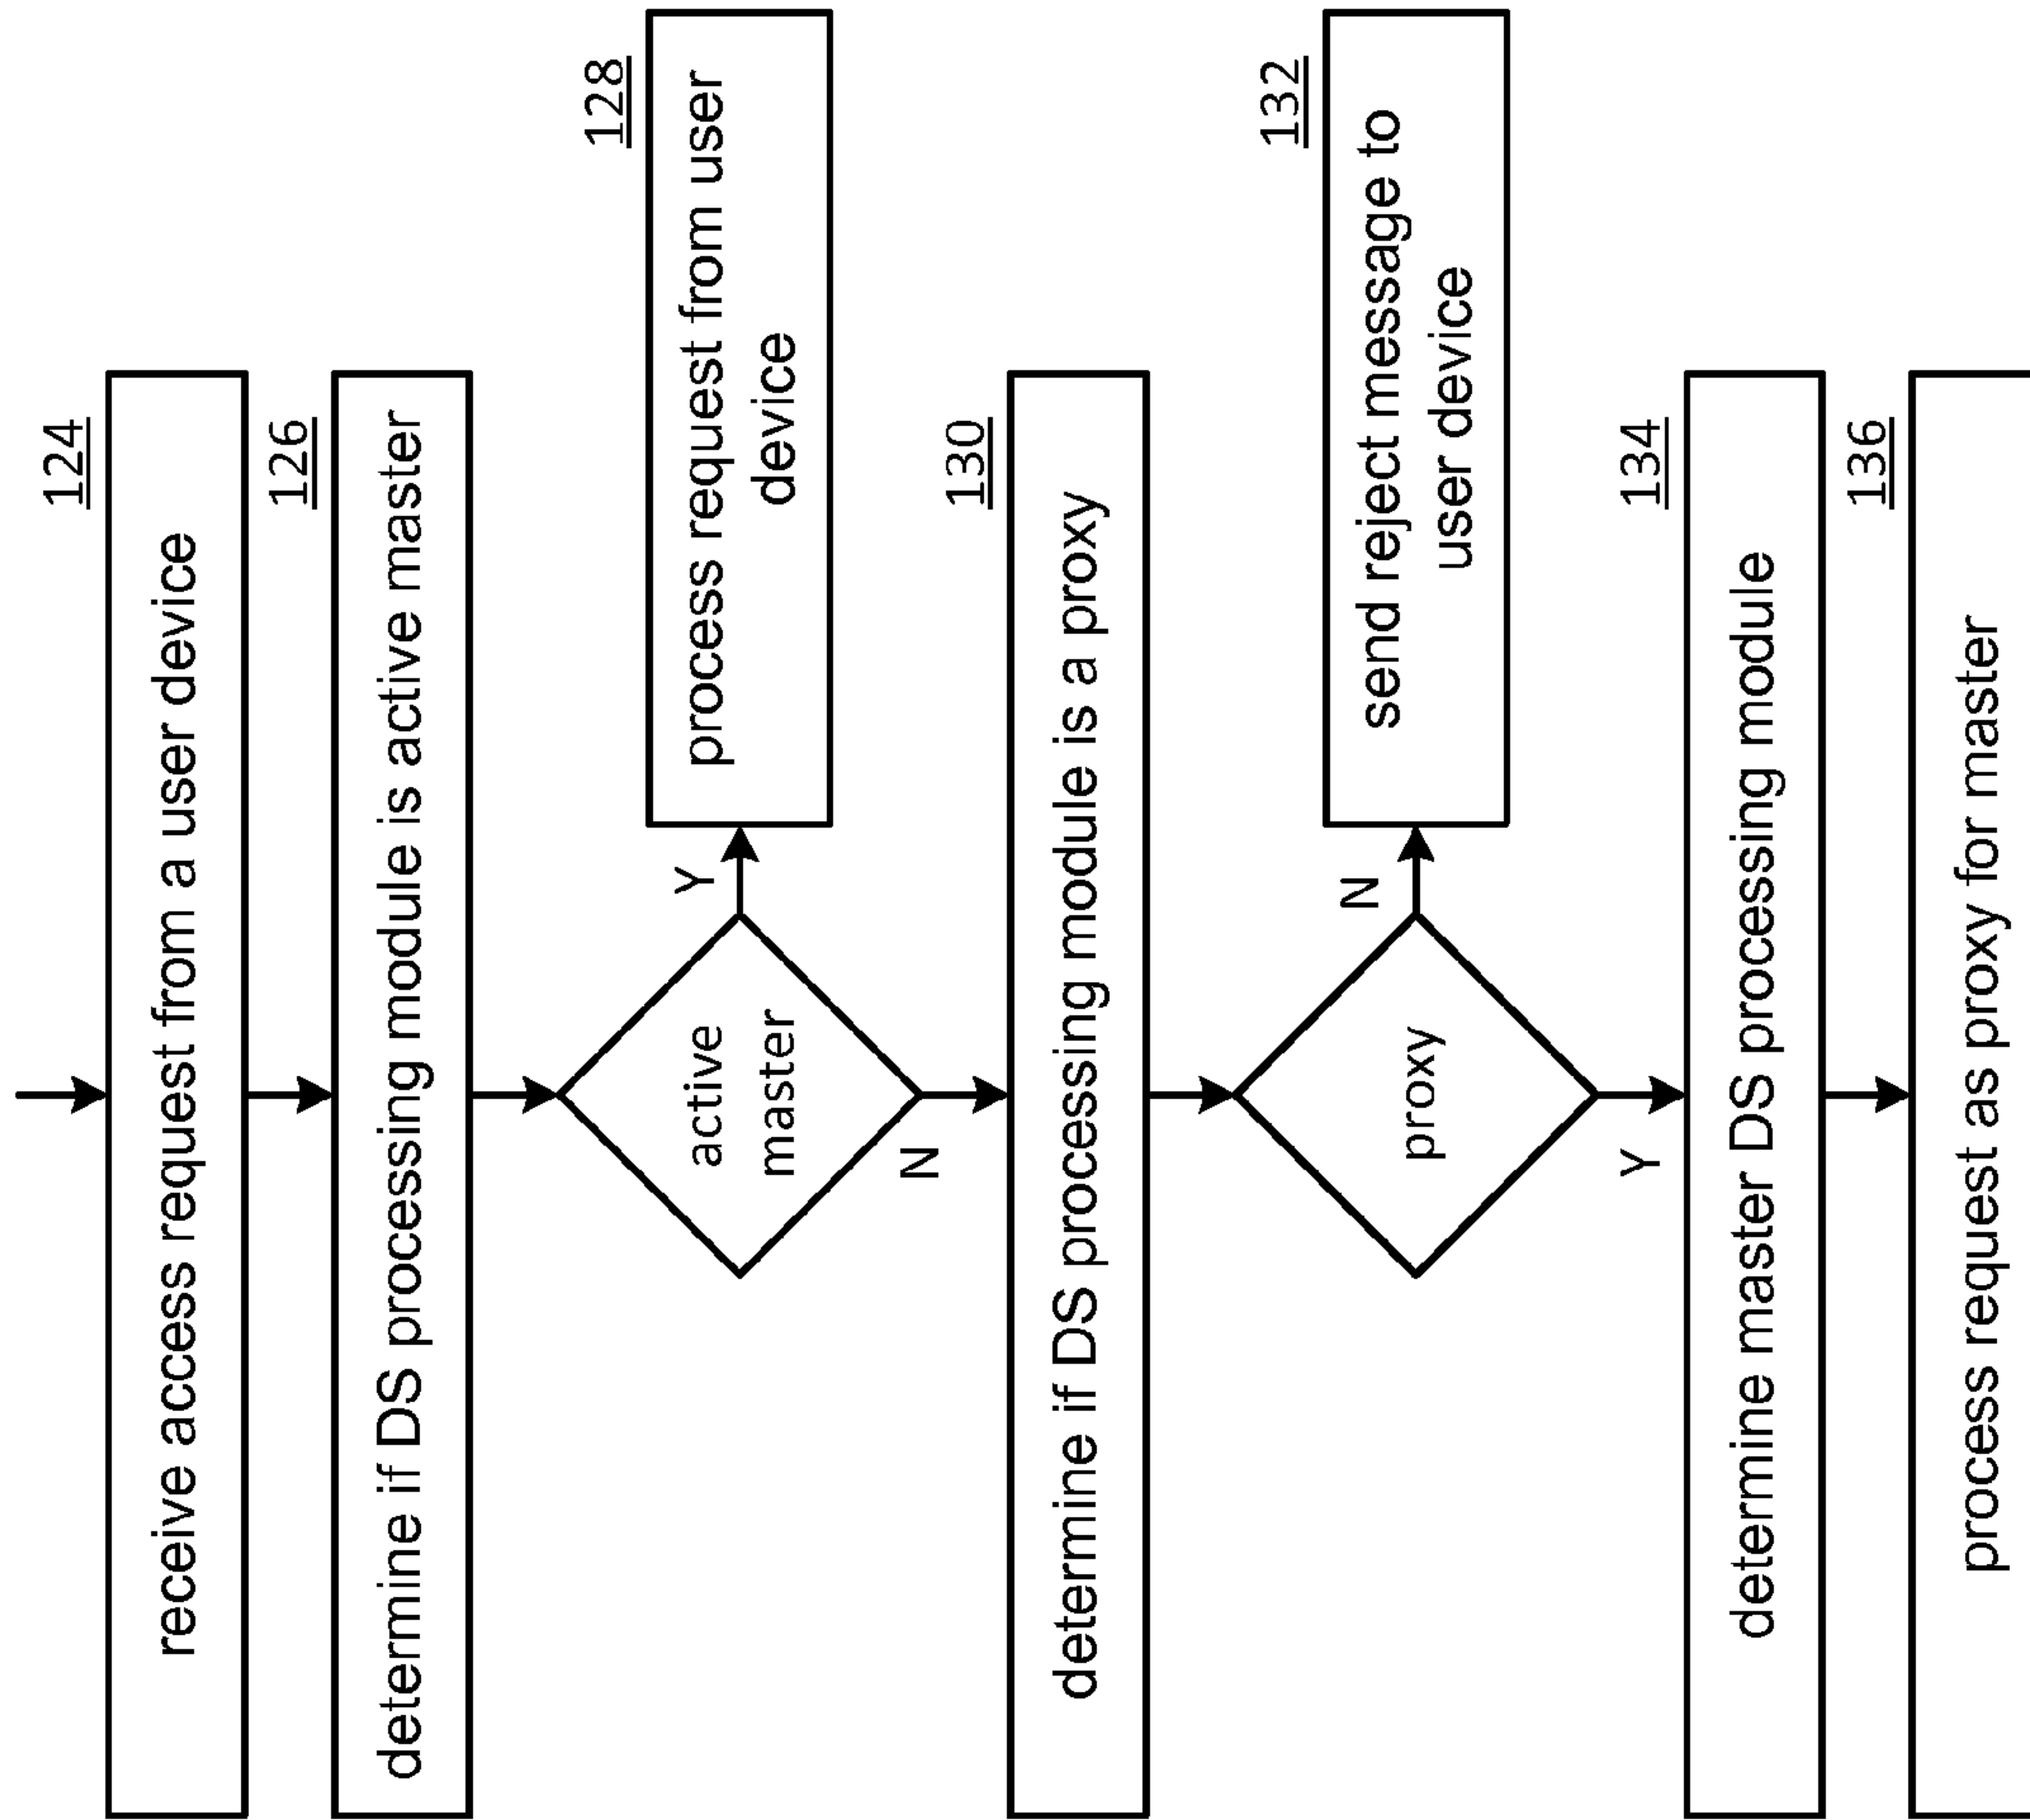 124
receive access request from a user device
126
determine if DS processing module is active master
active
master
Y
N
128
process request from user
device
130
determine if DS processing module is a proxy
proxy
N
Y
132
send reject message to
user device
134
determine master DS processing module
136
process request as proxy for master